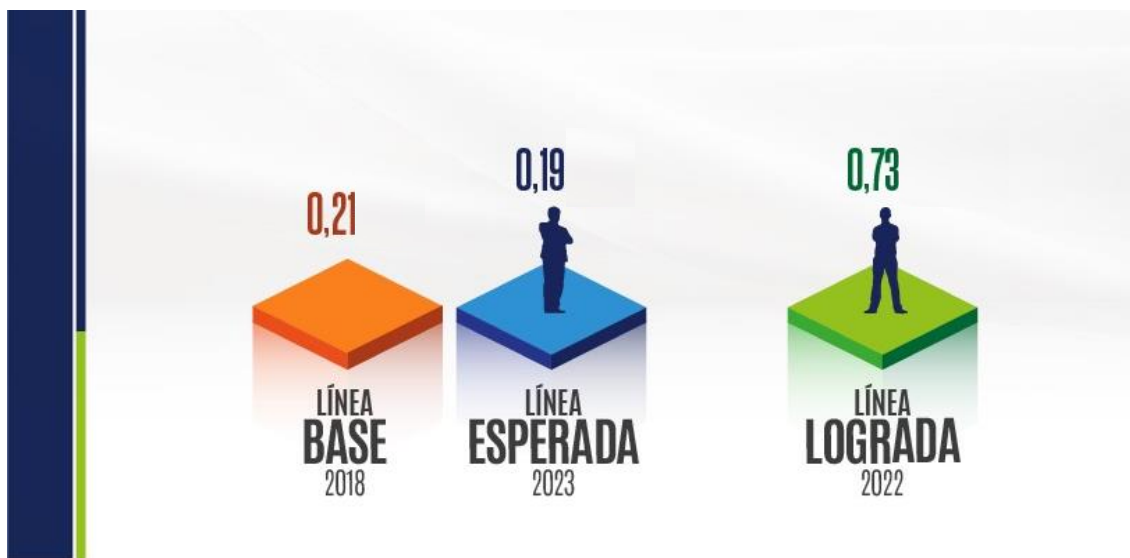 0,21
0,19
0,73
LÍNEA
BASE
2018
LÍNEA
ESPERADA
2023
LÍNEA
LOGRADA
2022